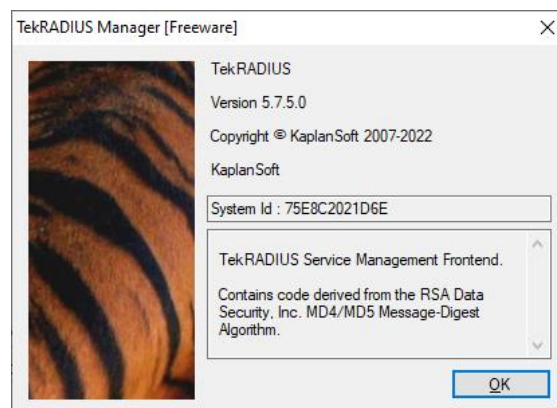 TekRADIUS Manager [Freeware]
TekRADIUS
Version 5.7.5.0
Copyright © KaplanSoft 2007-2022
KaplanSoft
System Id : 75E8C2021D6E
TekRADIUS Service Management Frontend.
Contains code derived from the RSA Data
Security, Inc. MD4/MD5 Message-Digest
Algorithm.
OK